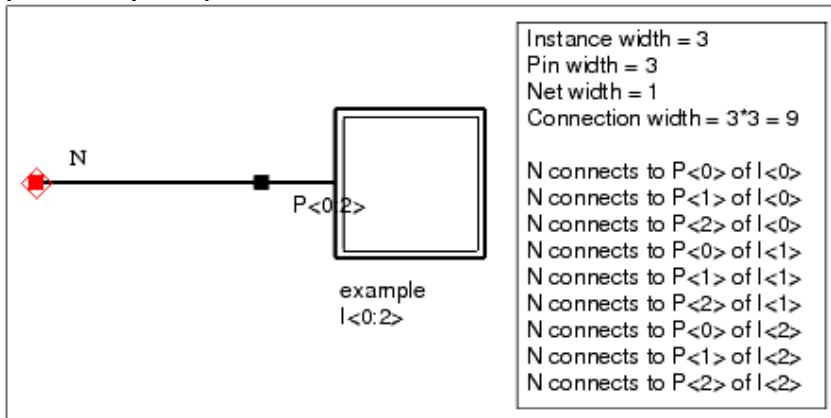 N
P<0:2>
example
I<0:2>
Instance width = 3
Pin width = 3
Net width = 1
Connection width = 3*3 = 9
N connects to P<0> of I<0>
N connects to P<1> of I<0>
N connects to P<2> of I<0>
N connects to P<0> of I<1>
N connects to P<1> of I<1>
N connects to P<2> of I<1>
N connects to P<0> of I<2>
N connects to P<1> of I<2>
N connects to P<2> of I<2>